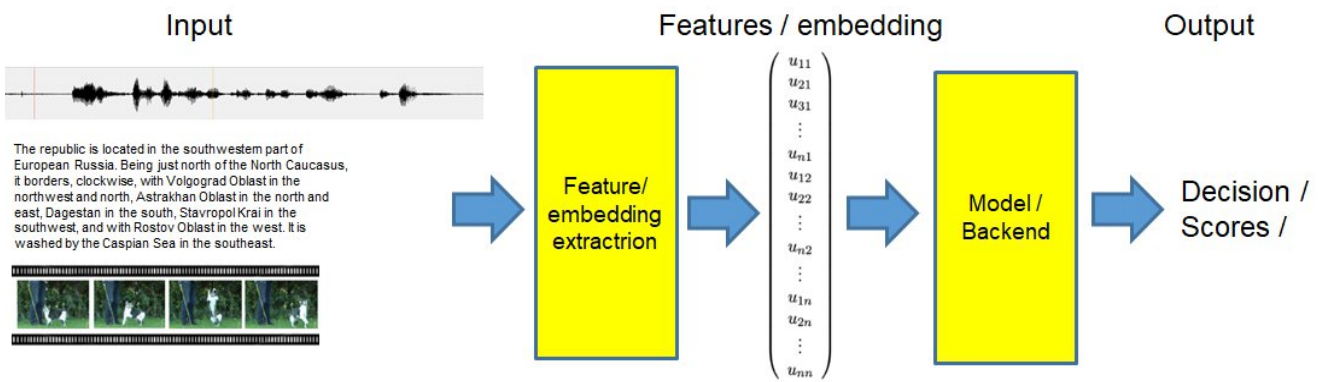 Input
Features / embedding
Output
The republic is located in the southwestern part of
European Russia. Being just north of the North Caucasus,
it borders, clockwise, with Volgograd Oblast in the
northwest and north, Astrakhan Oblast in the north and
east, Dagestan in the south, Stavropol Krai in the
southwest, and with Rostov Oblast in the west. It is
washed by the Caspian Sea in the southeast.
Feature/
embedding
extractrion
u₁₁
u₂₁
u₃₁
⋮
uₙ₁
u₁₂
u₂₂
⋮
uₙ₂
⋮
u₁ₙ
u₂ₙ
⋮
uₙₙ
Model /
Backend
Decision /
Scores /